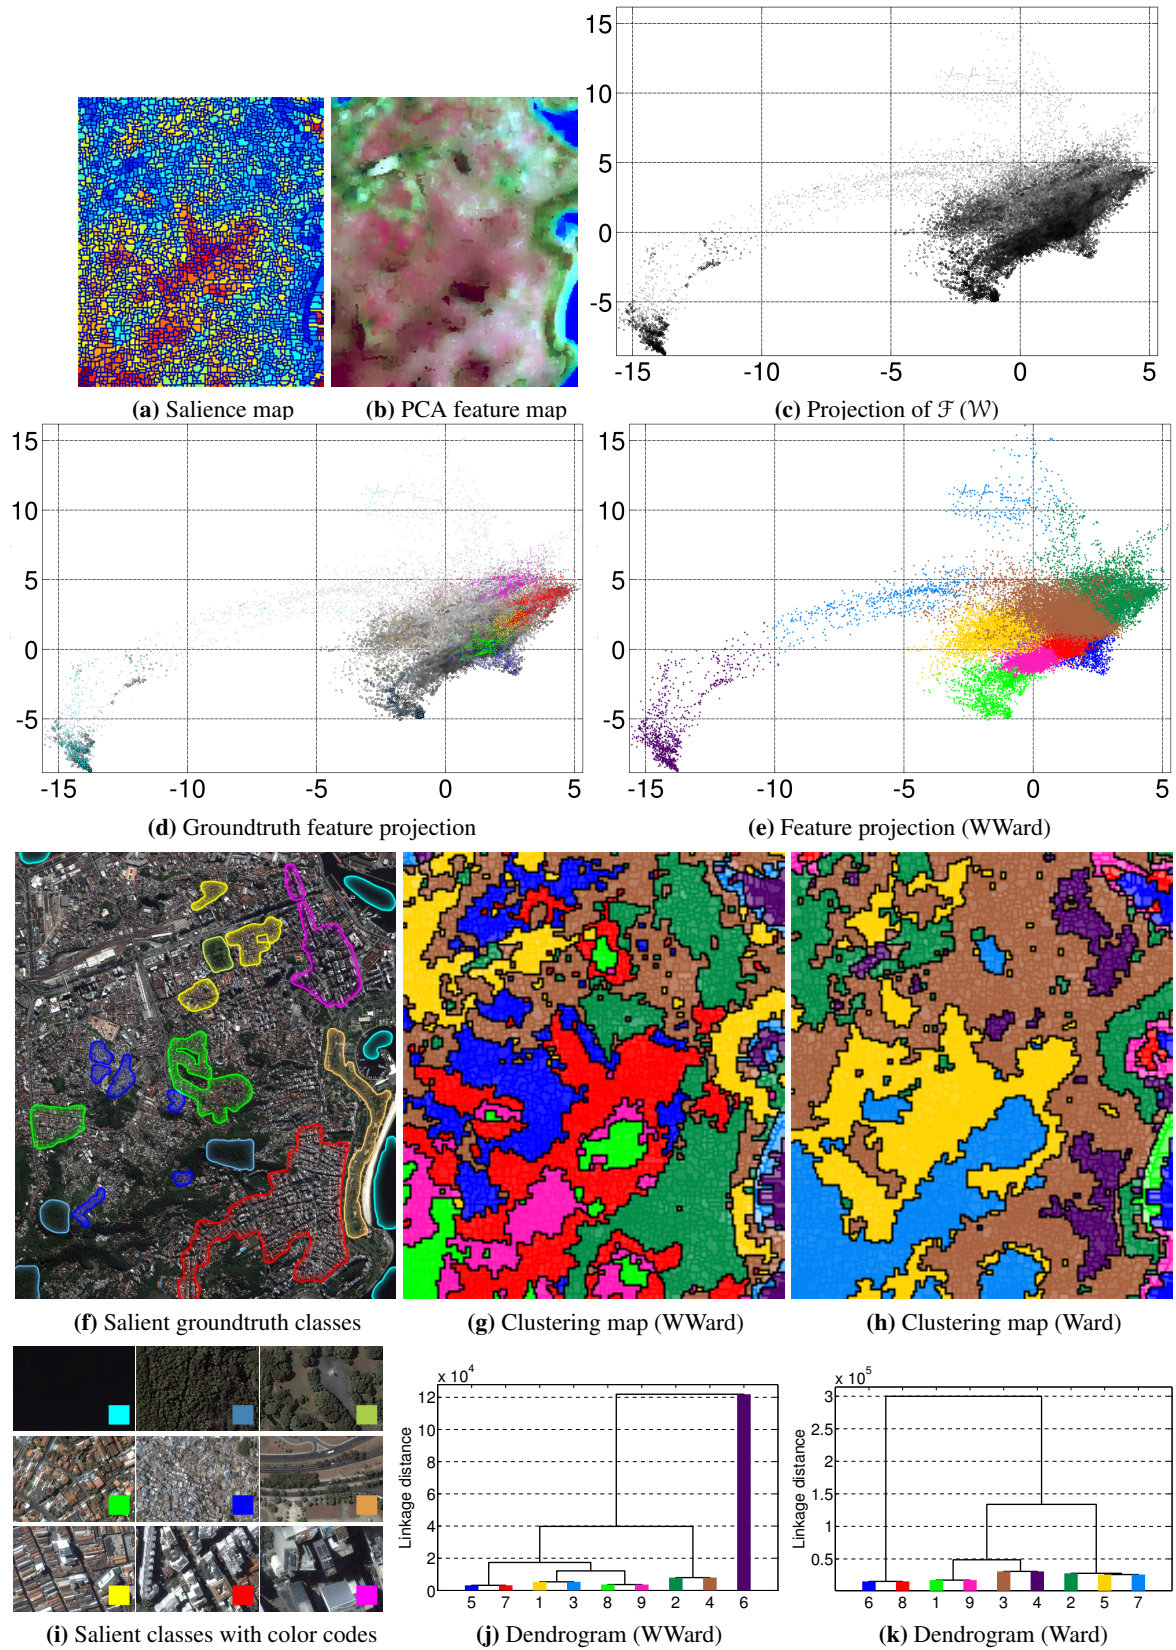 15
10
5
0
-5
-15
-10
-5
0
5
(a) Salience map
(b) PCA feature map
(c) Projection of ℱ (𝒲)
15
10
5
0
-5
-15
-10
-5
0
5
15
10
5
0
-5
-15
-10
-5
0
5
(d) Groundtruth feature projection
(e) Feature projection (WWard)
(f) Salient groundtruth classes
(g) Clustering map (WWard)
(h) Clustering map (Ward)
x 10⁴
12
10
8
6
4
2
0
Linkage distance
5 7 1 3 8 9 2 4 6
x 10⁵
3
2.5
2
1.5
1
0.5
Linkage distance
6 8 1 9 3 4 2 5 7
(i) Salient classes with color codes
(j) Dendrogram (WWard)
(k) Dendrogram (Ward)